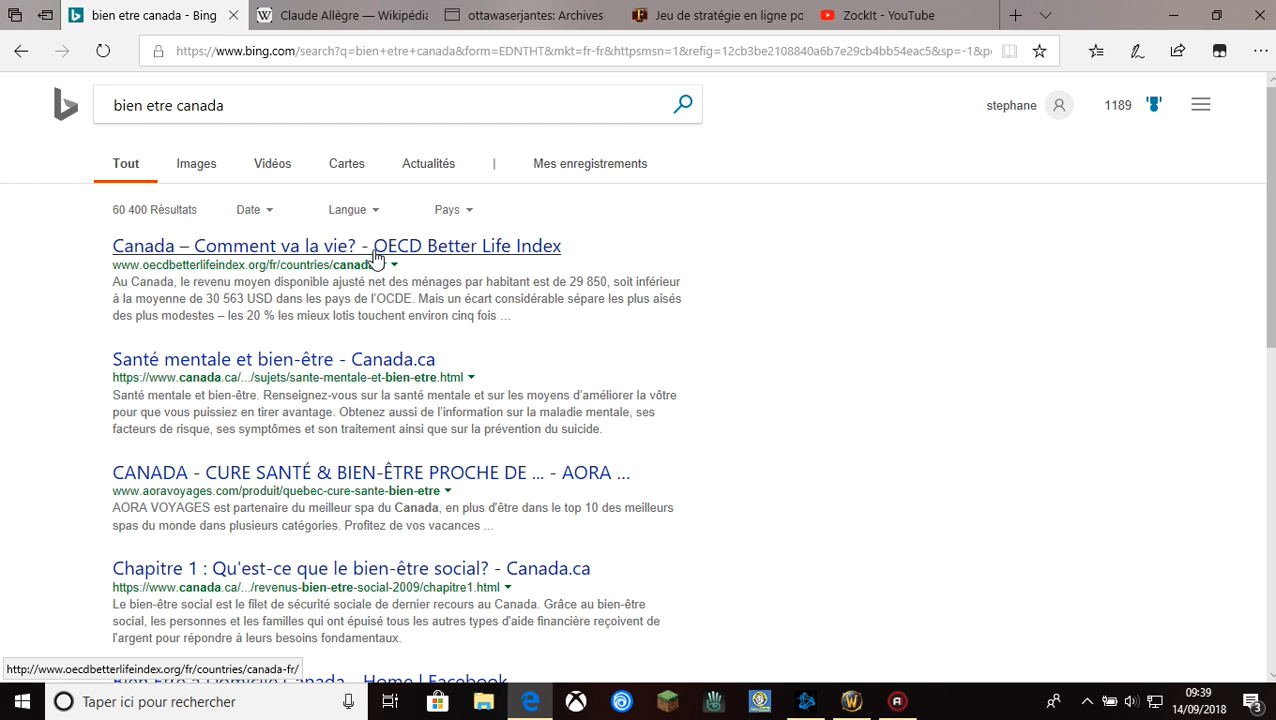 bien etre canada - Bing
Claude Allègre — Wikipédia
ottawaserjantes: Archives
Jeu de stratégie en ligne po
ZockIt - YouTube
https://www.bing.com/search?q=bien+etre+canada&form=EDNTHT&mkt=fr-fr&httpsmsn=1&refig=12cb3be2108840a6b7e29cb4bb54eac5&sp=-1&p
bien etre canada
stephane
1189
Tout
Images
Vidéos
Cartes
Actualités
|
Mes enregistrements
60 400 Résultats
Date
Langue
Pays
Canada – Comment va la vie? - OECD Better Life Index
www.oecdbetterlifeindex.org/fr/countries/canada
Au Canada, le revenu moyen disponible ajusté net des ménages par habitant est de 29 850, soit inférieur
à la moyenne de 30 563 USD dans les pays de l'OCDE. Mais un écart considérable sépare les plus aisés
des plus modestes – les 20 % les mieux lotis touchent environ cinq fois ...
Santé mentale et bien-être - Canada.ca
https://www.canada.ca/.../sujets/sante-mentale-et-bien-etre.html
Santé mentale et bien-être. Renseignez-vous sur la santé mentale et sur les moyens d'améliorer la vôtre
pour que vous puissiez en tirer avantage. Obtenez aussi de l'information sur la maladie mentale, ses
facteurs de risque, ses symptômes et son traitement ainsi que sur la prévention du suicide.
CANADA - CURE SANTÉ & BIEN-ÊTRE PROCHE DE ... - AORA ...
www.aoravoyages.com/produit/quebec-cure-sante-bien-etre
AORA VOYAGES est partenaire du meilleur spa du Canada, en plus d'être dans le top 10 des meilleurs
spas du monde dans plusieurs catégories. Profitez de vos vacances ...
Chapitre 1 : Qu'est-ce que le bien-être social? - Canada.ca
https://www.canada.ca/.../revenus-bien-etre-social-2009/chapitre1.html
Le bien-être social est le filet de sécurité sociale de dernier recours au Canada. Grâce au bien-être
social, les personnes et les familles qui ont épuisé tous les autres types d'aide financière reçoivent de
l'argent pour répondre à leurs besoins fondamentaux.
http://www.oecdbetterlifeindex.org/fr/countries/canada-fr/
Bien Etre à Domicile Canada - Home | Facebook
Taper ici pour rechercher
09:39
14/09/2018
3